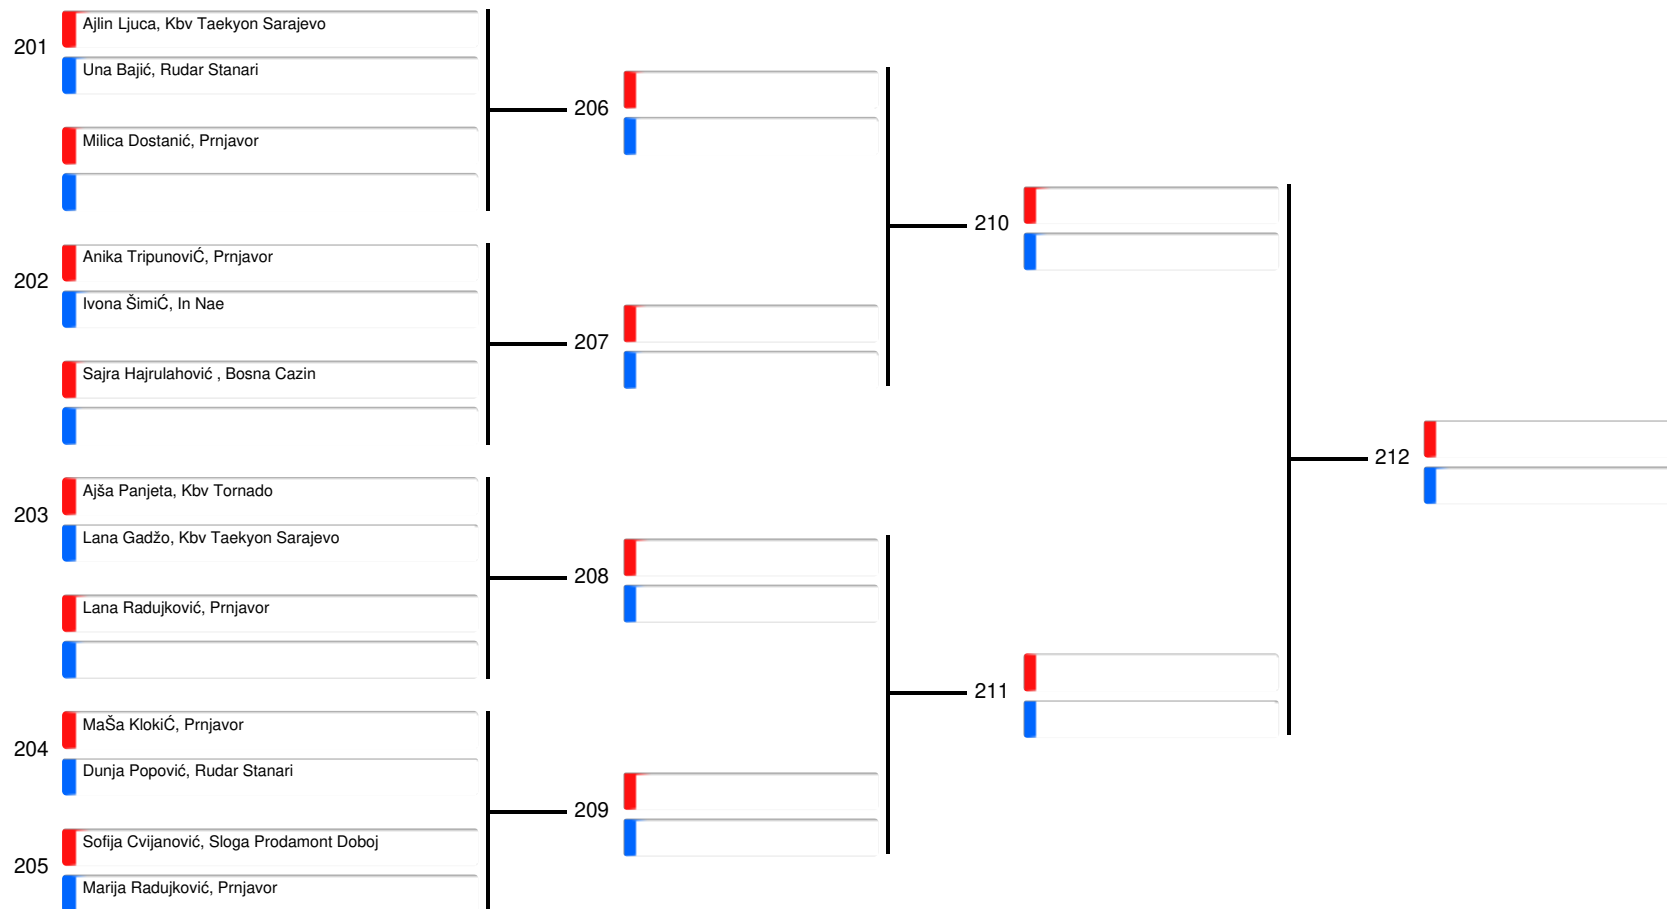 201
Ajlin Ljuca, Kbv Taekyon Sarajevo
Una Bajić, Rudar Stanari
Milica Dostanić, Prnjavor
202
Anika TripunoviĆ, Prnjavor
Ivona ŠimiĆ, In Nae
Sajra Hajrulahović , Bosna Cazin
203
Ajša Panjeta, Kbv Tornado
Lana Gadžo, Kbv Taekyon Sarajevo
Lana Radujković, Prnjavor
204
MaŠa KlokiĆ, Prnjavor
Dunja Popović, Rudar Stanari
205
Sofija Cvijanović, Sloga Prodamont Doboj
Marija Radujković, Prnjavor
206
207
208
209
210
211
212